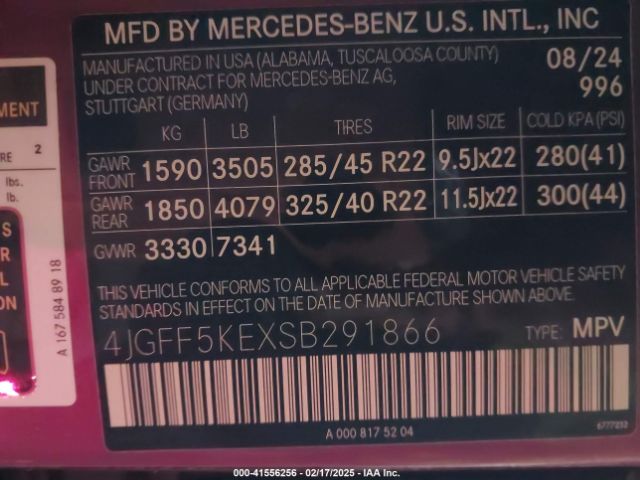 MFD BY MERCEDES-BENZ U.S. INTL., INC
MANUFACTURED IN USA (ALABAMA, TUSCALOOSA COUNTY) 08/24
UNDER CONTRACT FOR MERCEDES-BENZ AG, 996
STUTTGART (GERMANY)
KG LB TIRES RIM SIZE COLD KPA (PSI)
GAWR FRONT 1590 3505 285/45 R22 9.5Jx22 280(41)
GAWR REAR 1850 4079 325/40 R22 11.5Jx22 300(44)
GVWR 3330 7341
THIS VEHICLE CONFORMS TO ALL APPLICABLE FEDERAL MOTOR VEHICLE SAFETY
STANDARDS IN EFFECT ON THE DATE OF MANUFACTURE SHOWN ABOVE.
4JGFF5KEXSB291866 TYPE: MPV
A 000 817 52 04
6777252
MENT
RE 2
lbs.
lb.
S
R
L
ON
A 167 584 89 18
000-41556256 - 02/17/2025 - IAA Inc.